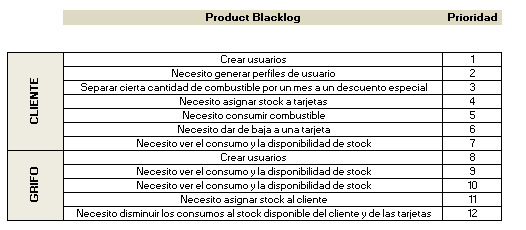 Product Blacklog Prioridad
CLIENTE
Crear usuarios 1
Necesito generar perfiles de usuario 2
Separar cierta cantidad de combustible por un mes a un descuento especial 3
Necesito asignar stock a tarjetas 4
Necesito consumir combustible 5
Necesito dar de baja a una tarjeta 6
Necesito ver el consumo y la disponibilidad de stock 7
GRIFO
Crear usuarios 8
Necesito ver el consumo y la disponibilidad de stock 9
Necesito ver el consumo y la disponibilidad de stock 10
Necesito asignar stock al cliente 11
Necesito disminuir los consumos al stock disponible del cliente y de las tarjetas 12